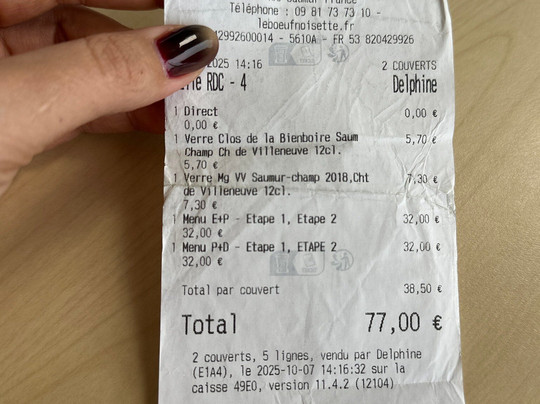 Saumur France
Téléphone : 09 81 73 73 10 -
leboeufnoisette.fr
42992600014 - 5610A - FR 53 820429926
2025 14:16 2 COUVERTS
RDC - 4 Delphine
1 Direct 0,00 €
0,00 €
1 Verre Clos de la Bienboire Saum 5,70 €
Champ Ch de Villeneuve 12cl.
5,70 €
1 Verre Mg VV Saumur-champ 2018,Cht 7,30 €
de Villeneuve 12cl.
7,30 €
1 Menu E+P - Etape 1, Etape 2 32,00 €
32,00 €
1 Menu P+D - Etape 1, ETAPE 2 32,00 €
32,00 €
Total par couvert 38,50 €
Total 77,00 €
2 couverts, 5 lignes, vendu par Delphine
(E1A4), le 2025-10-07 14:16:32 sur la
caisse 49E0, version 11.4.2 (12104)